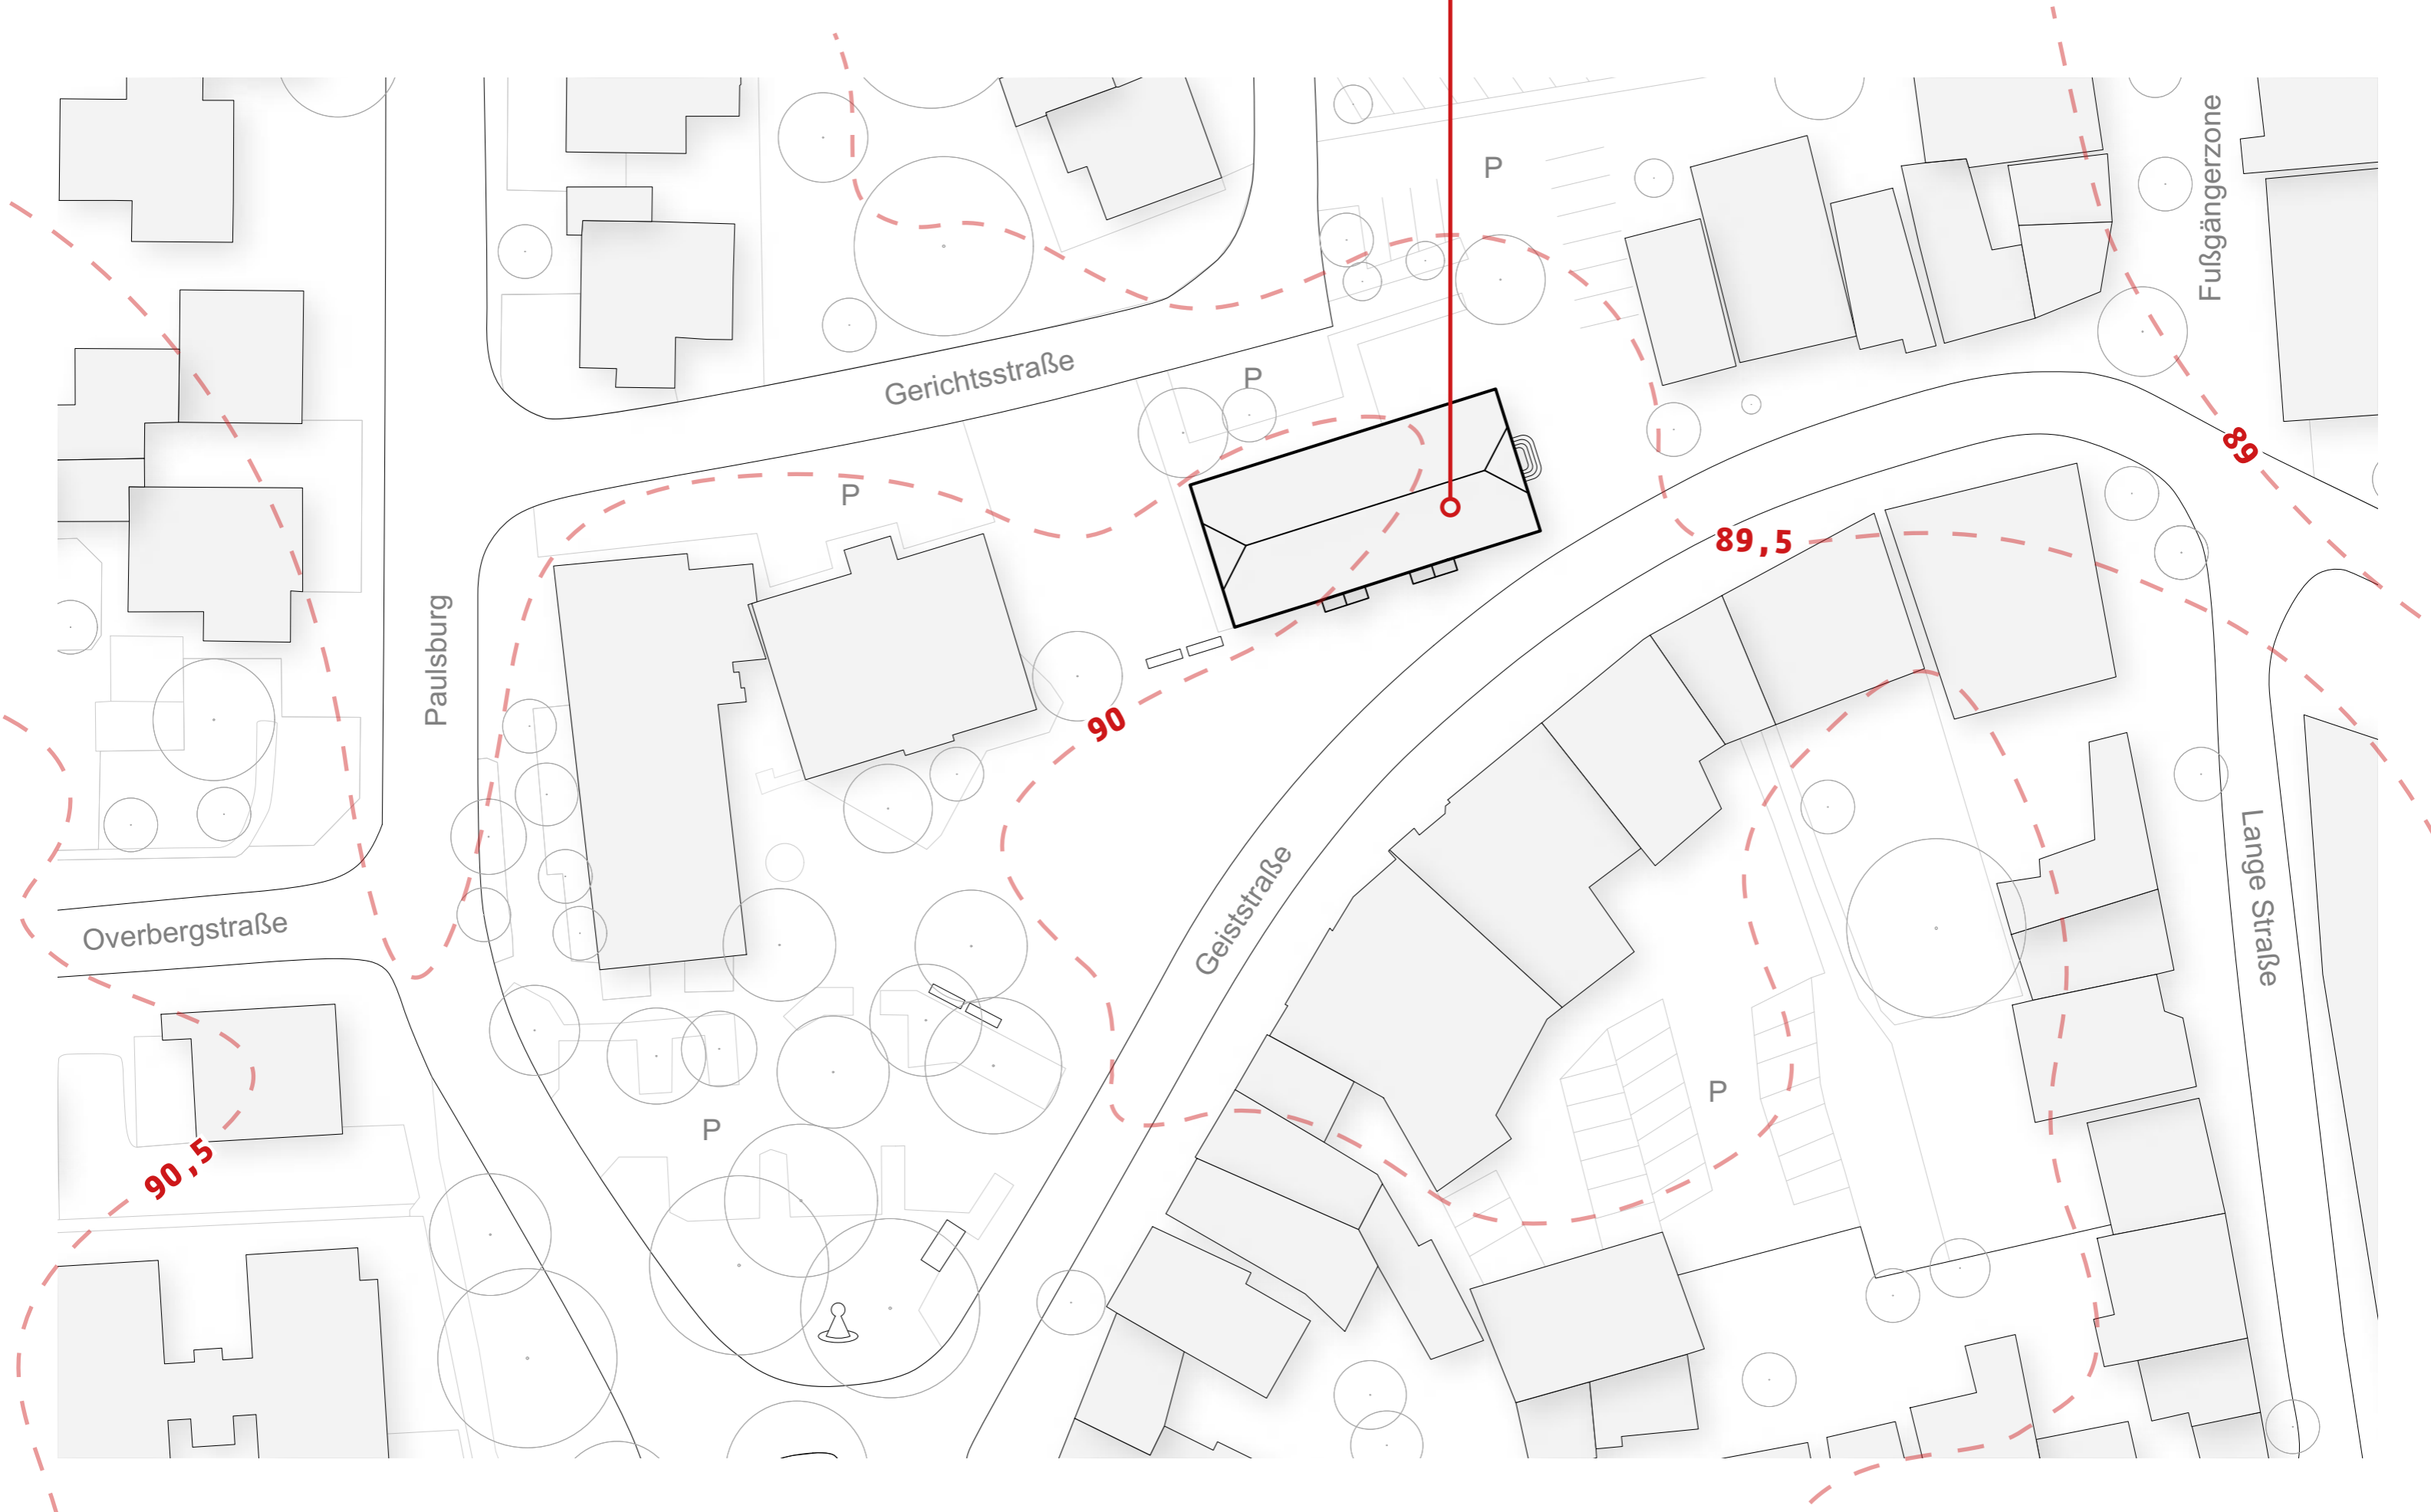 Fußgängerzone
P
Gerichtsstraße
P
89
P
89,5
Paulsburg
90
Geiststraße
Lange Straße
Overbergstraße
P
P
90,5